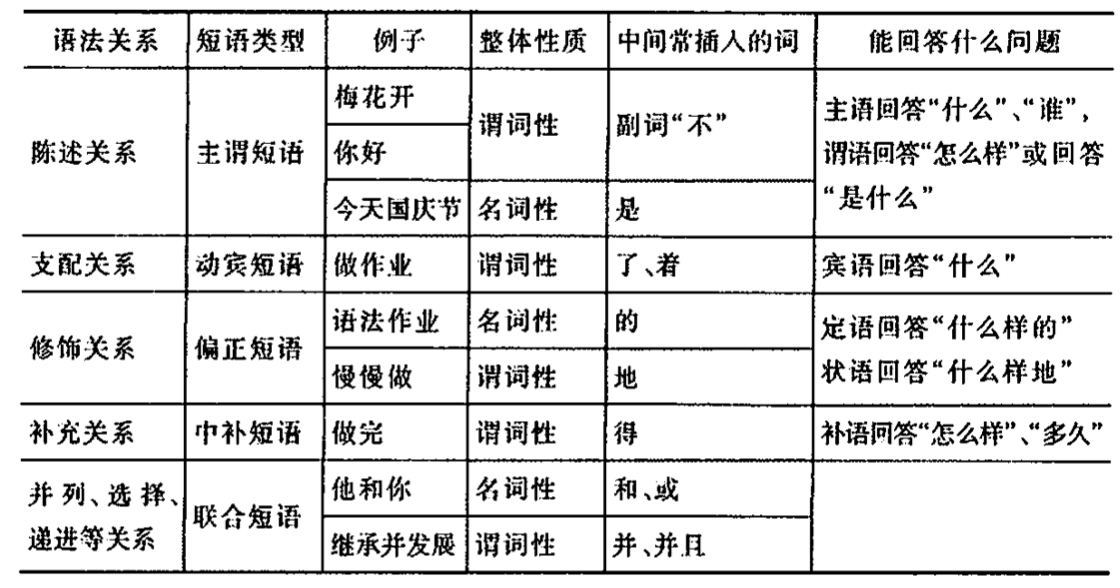 语法关系 短语类型 例子 整体性质 中间常插入的词 能回答什么问题
陈述关系 主谓短语 梅花开 谓词性 副词“不” 主语回答“什么”、“谁”,
谓语回答“怎么样”或回答
“是什么”
你好
今天国庆节 名词性 是
支配关系 动宾短语 做作业 谓词性 了、着 宾语回答“什么”
修饰关系 偏正短语 语法作业 名词性 的 定语回答“什么样的”
慢慢做 谓词性 地 状语回答“什么样地”
补充关系 中补短语 做完 谓词性 得 补语回答“怎么样”、“多久”
并列、选择、
递进等关系 联合短语 他和你 名词性 和、或
继承并发展 谓词性 并、并且